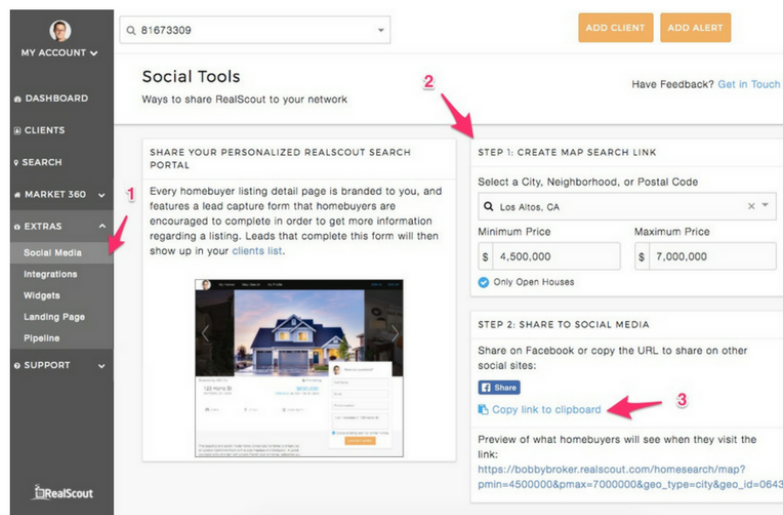 MY ACCOUNT
DASHBOARD
CLIENTS
SEARCH
MARKET 360
EXTRAS
Social Media
Integrations
Widgets
Landing Page
Pipeline
SUPPORT
RealScout
81673309
ADD CLIENT
ADD ALERT
Social Tools
Ways to share RealScout to your network
Have Feedback? Get in Touch
1
2
3
SHARE YOUR PERSONALIZED REALSCOUT SEARCH
PORTAL
Every homebuyer listing detail page is branded to you, and
features a lead capture form that homebuyers are
encouraged to complete in order to get more information
regarding a listing. Leads that complete this form will then
show up in your clients list.
STEP 1: CREATE MAP SEARCH LINK
Select a City, Neighborhood, or Postal Code
Los Altos, CA
Minimum Price
Maximum Price
$ 4,500,000
$ 7,000,000
Only Open Houses
STEP 2: SHARE TO SOCIAL MEDIA
Share on Facebook or copy the URL to share on other
social sites:
Share
Copy link to clipboard
Preview of what homebuyers will see when they visit the
link:
https://bobbybroker.realscout.com/homesearch/map?
pmin=4500000&pmax=7000000&geo_type=city&geo_id=0643